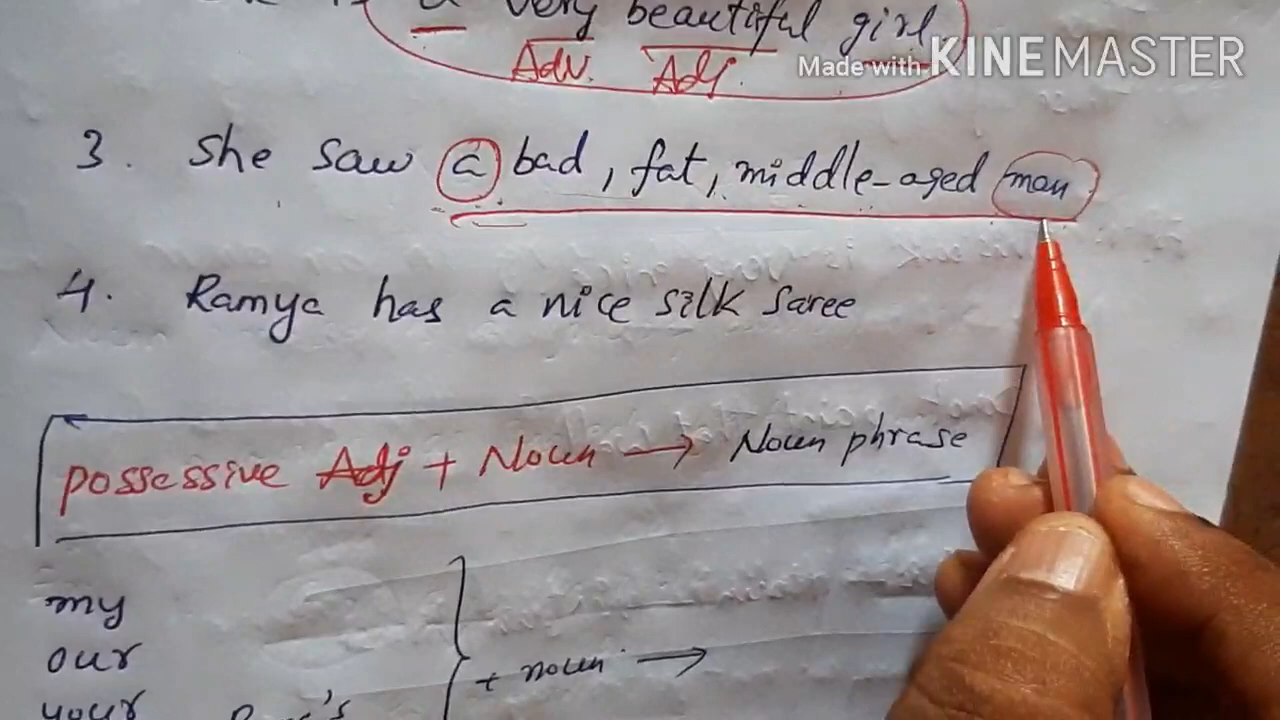 a very beautiful girl.
Adv. Adj.
Made with KINEMASTER
3. She saw a bad, fat, middle-aged man
4. Ramya has a nice silk saree
possessive Adj + Noun → Noun phrase
my
our
+ noun →
your